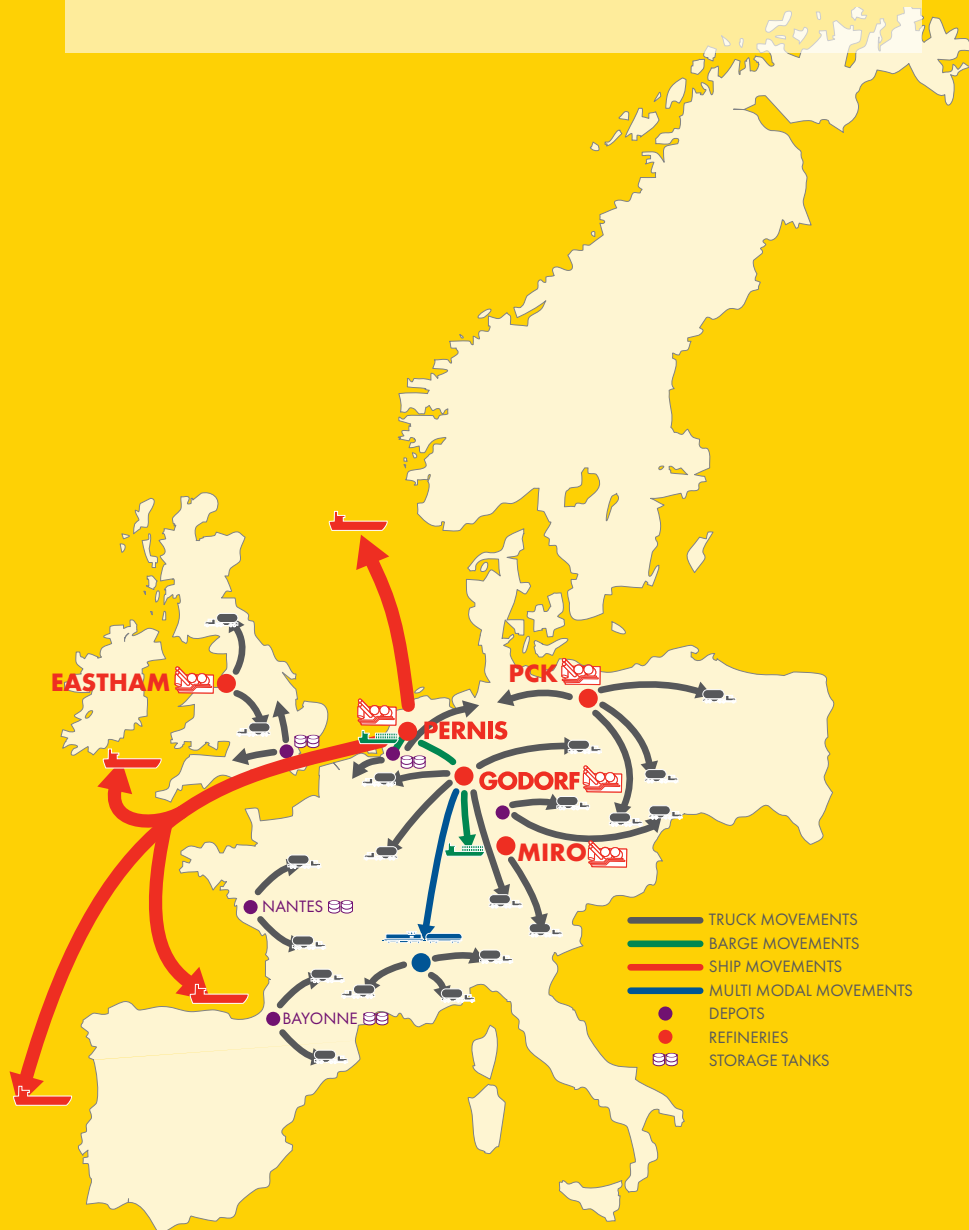 PCK
EASTHAM
PERNIS
GODORF
MIRO
NANTES
BAYONNE
TRUCK MOVEMENTS
BARGE MOVEMENTS
SHIP MOVEMENTS
MULTI MODAL MOVEMENTS
DEPOTS
REFINERIES
STORAGE TANKS